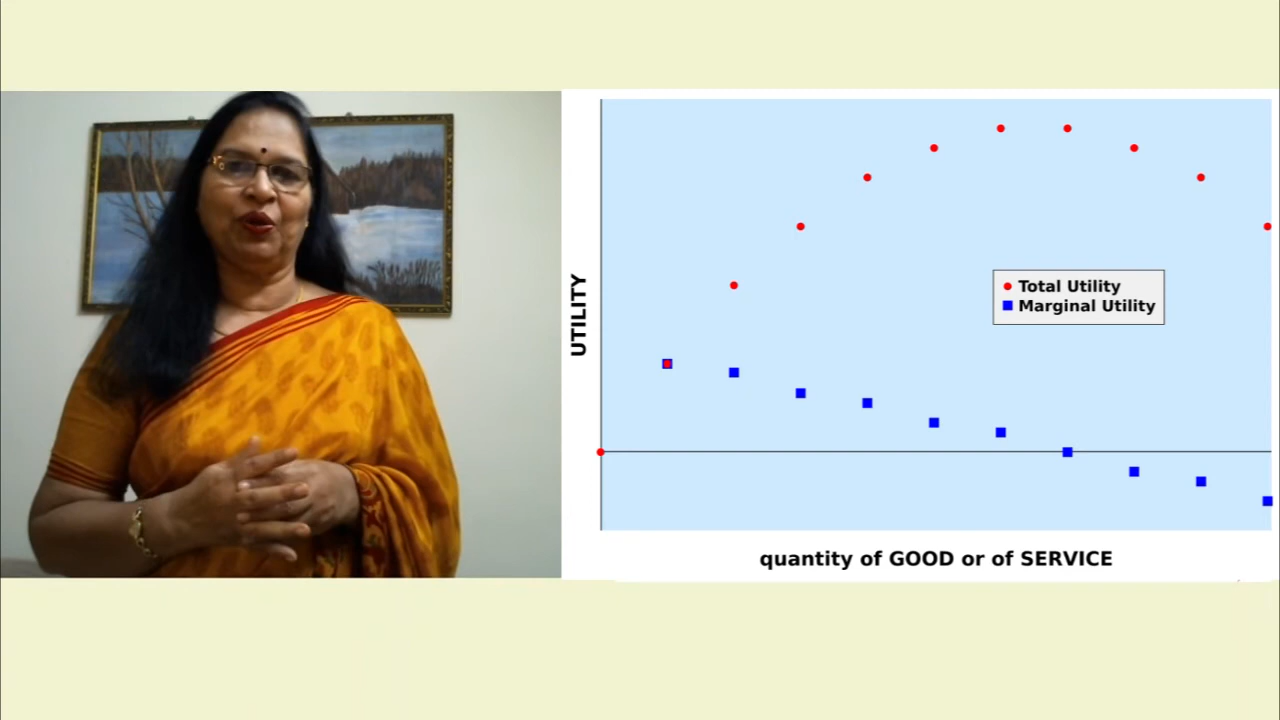 UTILITY
Total Utility
Marginal Utility
quantity of GOOD or of SERVICE